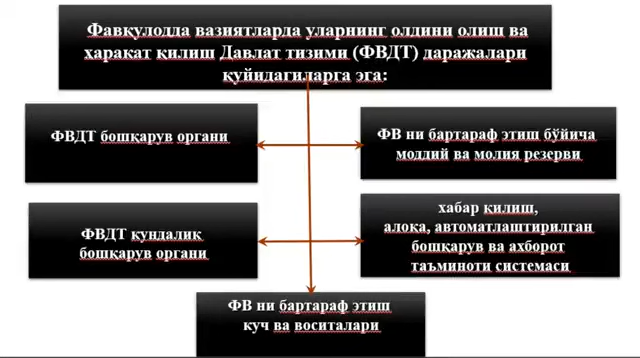 Фавқулодда вазиятларда уларнинг олдини олиш ва
харакат қилиш Давлат тизими (ФВДТ) даражалари
қуйидагиларга эга:
ФВДТ бошқарув органи
ФВ ни бартараф этиш бўйича
моддий ва молия резерви
ФВДТ кундалиқ
бошқарув органи
хабар қилиш,
алоқа, автоматлаштирилган
бошқарув ва ахборот
таъминоти системаси
ФВ ни бартараф этиш
куч ва воситалари